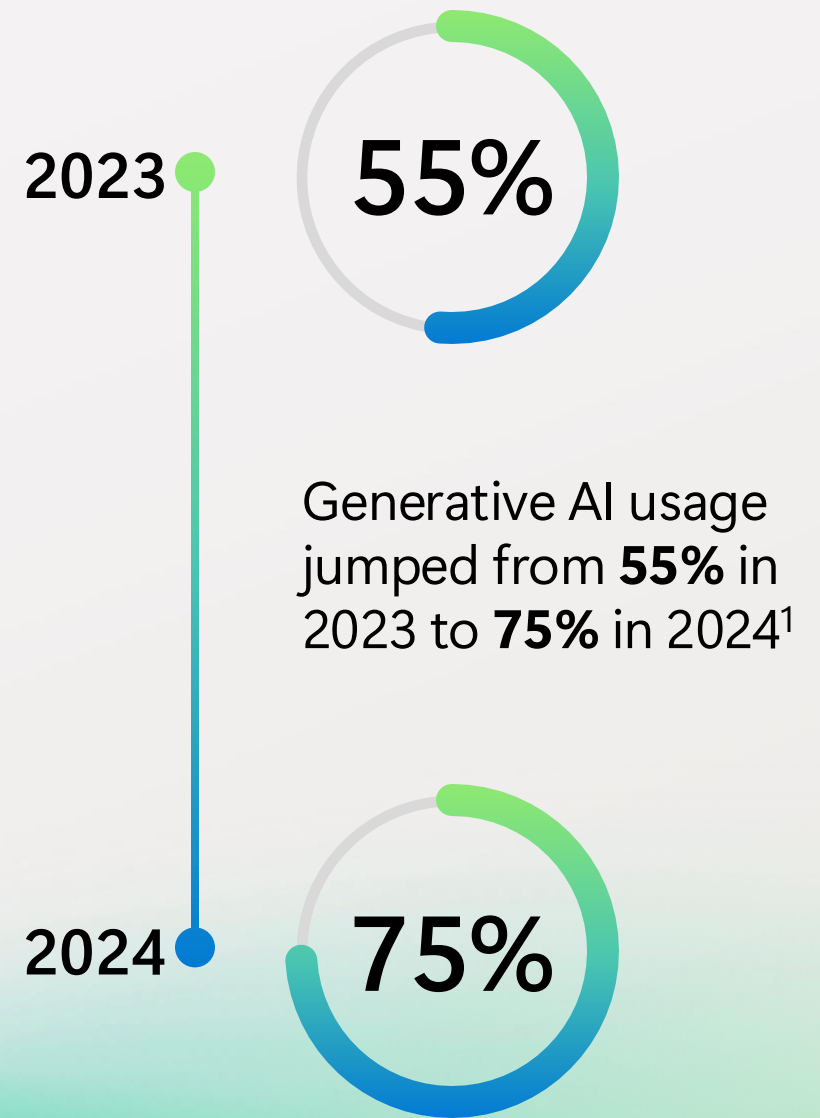 2023
55%
Generative AI usage
jumped from 55% in
2023 to 75% in 2024¹
2024
75%